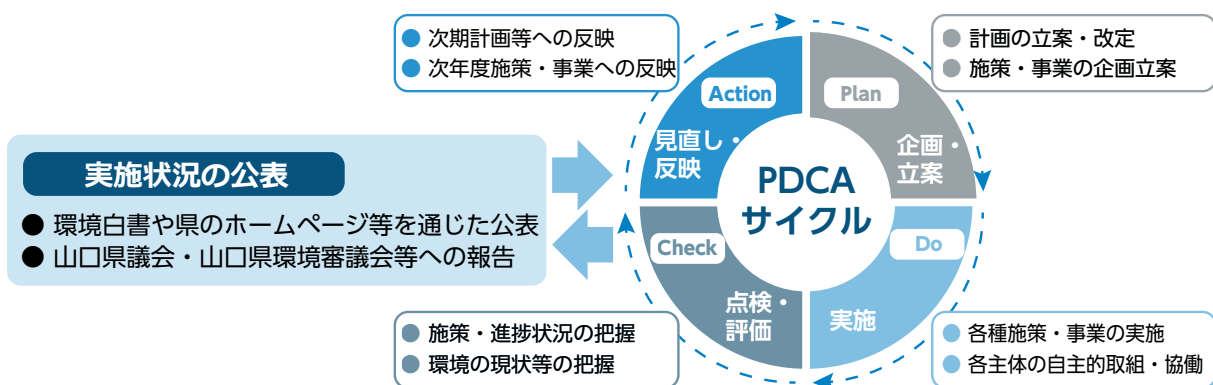 次期計画等への反映
次年度施策・事業への反映
計画の立案・改定
施策・事業の企画立案
Action
見直し・
反映
Plan
企画・
立案
PDCA
サイクル
実施状況の公表
環境白書や県のホームページ等を通じた公表
山口県議会・山口県環境審議会等への報告
Check
点検・
評価
Do
実施
施策・進捗状況の把握
環境の現状等の把握
各種施策・事業の実施
各主体の自主的取組・協働